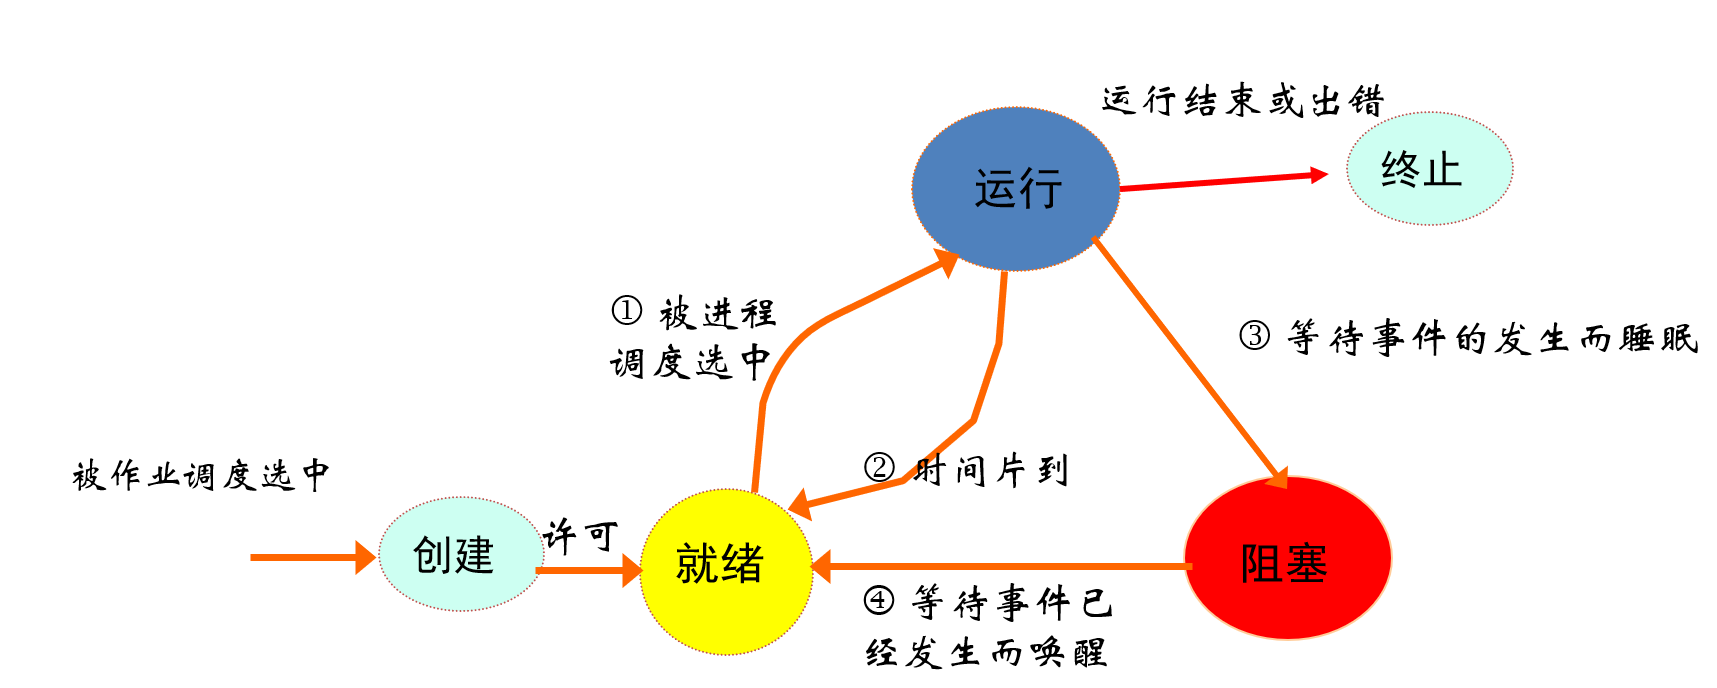 运行结束或出错
终止
运行
① 被进程
调度选中
③ 等待事件的发生而睡眠
② 时间片到
被作业调度选中
创建
许可
就绪
阻塞
④ 等待事件已
经发生而唤醒